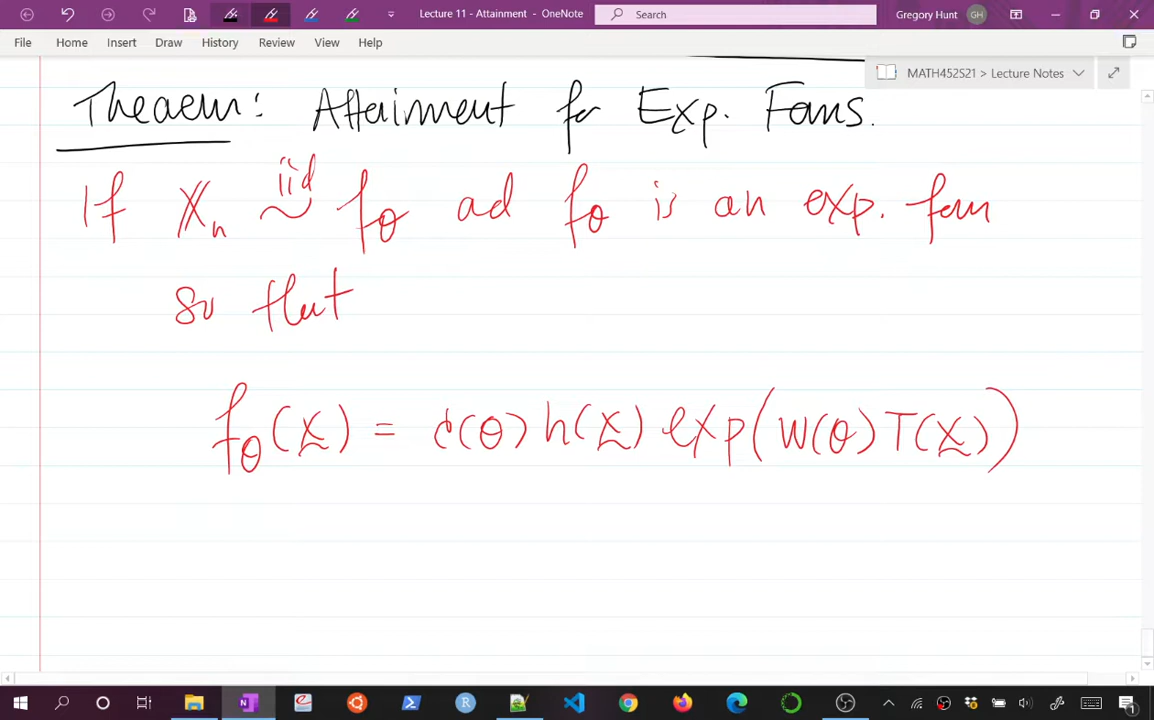 Lecture 11 - Attainment - OneNote
Search
Gregory Hunt
GH
File Home Insert Draw History Review View Help
MATH452S21 > Lecture Notes
Theorem: Attainment for Exp. Fams.
If Xₙ iid ~ fθ and fθ is an exp. fam
so that
fθ(x) = c(θ) h(x) exp(W(θ) T(x))